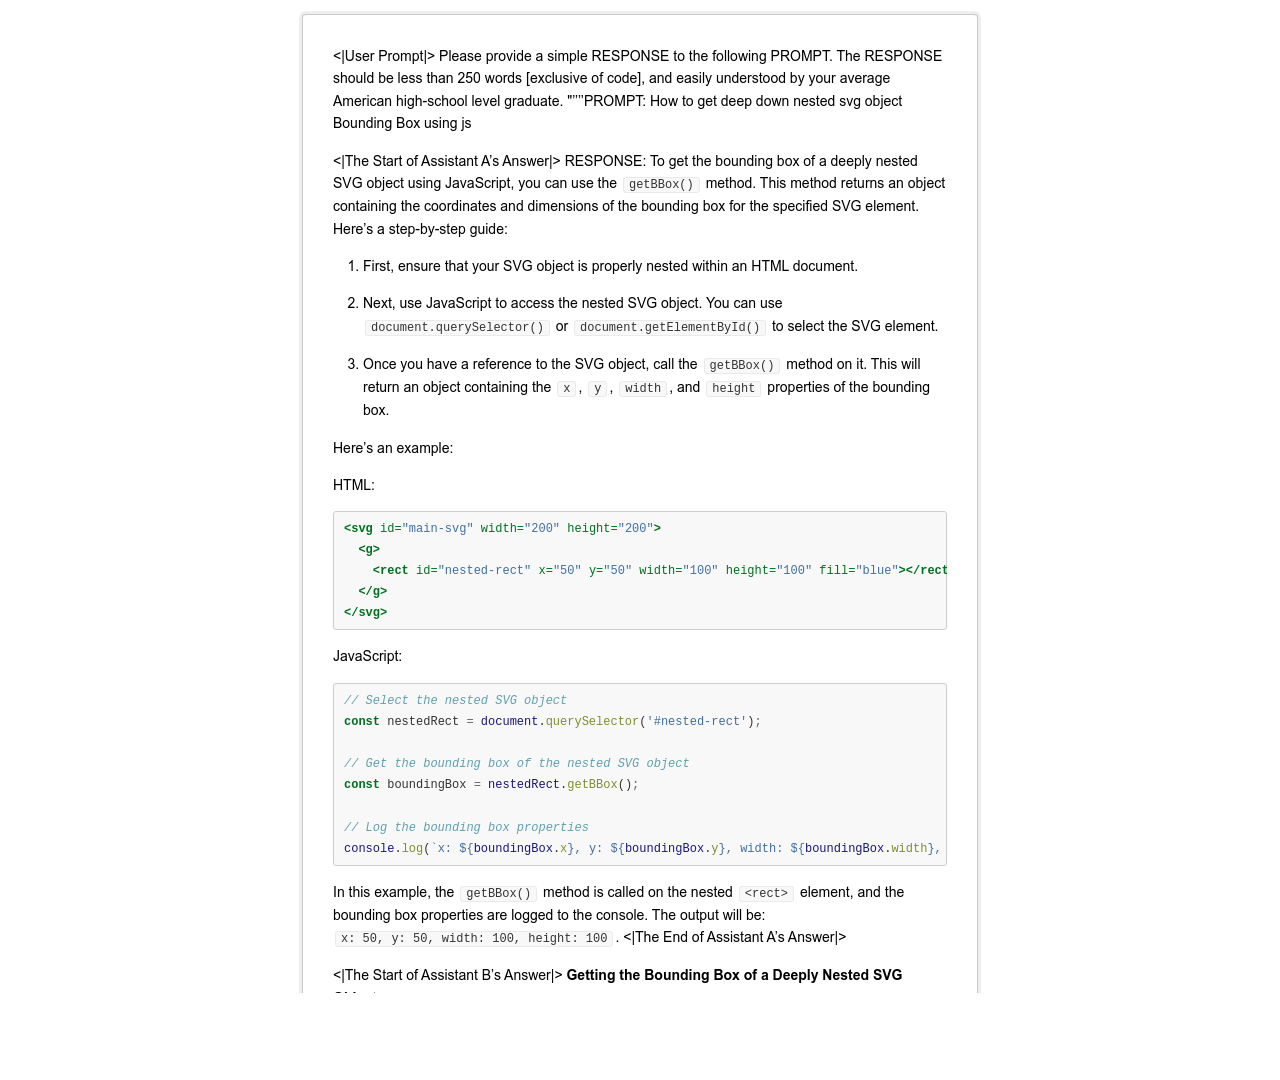 <|User Prompt|> Please provide a simple RESPONSE to the following PROMPT. The RESPONSE
should be less than 250 words [exclusive of code], and easily understood by your average
American high-school level graduate. "””"PROMPT: How to get deep down nested svg object
Bounding Box using js
<|The Start of Assistant A’s Answer|> RESPONSE: To get the bounding box of a deeply nested
SVG object using JavaScript, you can use the getBBox() method. This method returns an object
containing the coordinates and dimensions of the bounding box for the specified SVG element.
Here’s a step-by-step guide:
1. First, ensure that your SVG object is properly nested within an HTML document.
2. Next, use JavaScript to access the nested SVG object. You can use
document.querySelector() or document.getElementById() to select the SVG element.
3. Once you have a reference to the SVG object, call the getBBox() method on it. This will
return an object containing the x , y , width , and height properties of the bounding
box.
Here’s an example:
HTML:
<svg id="main-svg" width="200" height="200">
  <g>
    <rect id="nested-rect" x="50" y="50" width="100" height="100" fill="blue"></rect
  </g>
</svg>
JavaScript:
// Select the nested SVG object
const nestedRect = document.querySelector('#nested-rect');
// Get the bounding box of the nested SVG object
const boundingBox = nestedRect.getBBox();
// Log the bounding box properties
console.log(`x: ${boundingBox.x}, y: ${boundingBox.y}, width: ${boundingBox.width},
In this example, the getBBox() method is called on the nested <rect> element, and the
bounding box properties are logged to the console. The output will be:
x: 50, y: 50, width: 100, height: 100 . <|The End of Assistant A’s Answer|>
<|The Start of Assistant B’s Answer|> Getting the Bounding Box of a Deeply Nested SVG